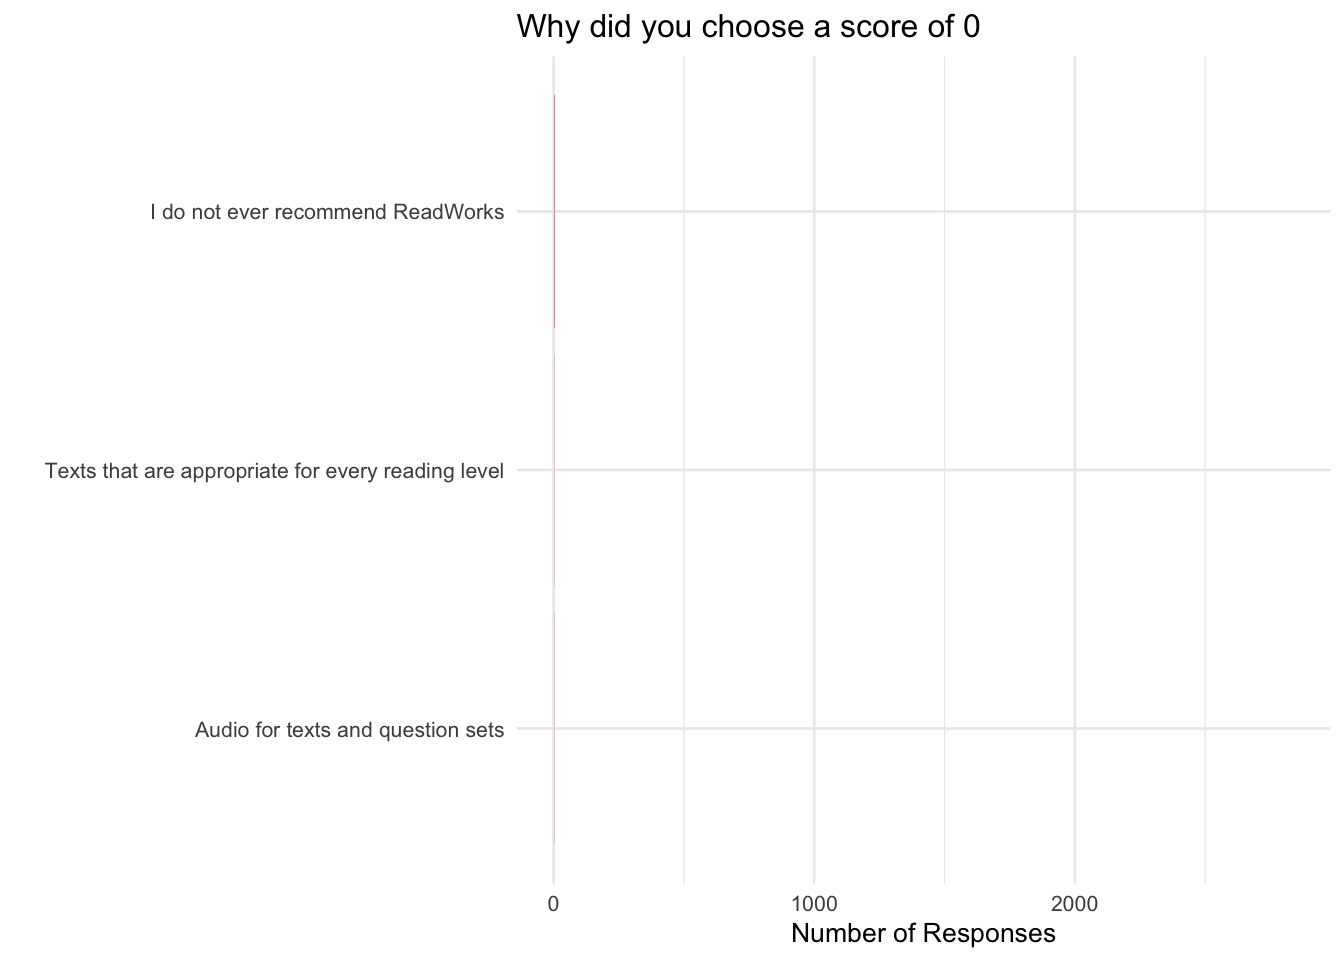 Why did you choose a score of 0
I do not ever recommend ReadWorks
Texts that are appropriate for every reading level
Audio for texts and question sets
0 1000 2000
Number of Responses